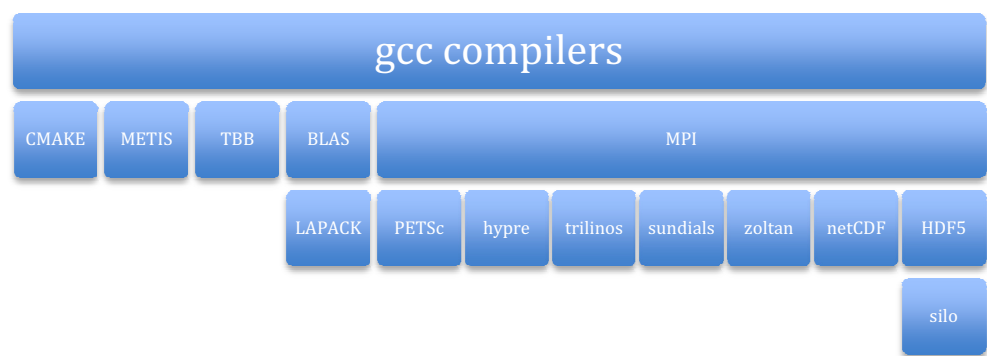 gcc compilers
CMAKE METIS TBB BLAS MPI
LAPACK PETSc hypre trilinos sundials zoltan netCDF HDF5
silo